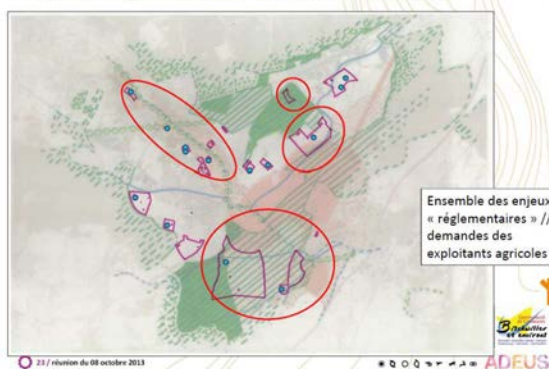 Ensemble des enjeux
« réglementaires » //
demandes des
exploitants agricoles
23 / réunion du 08 octobre 2013
ADEUS